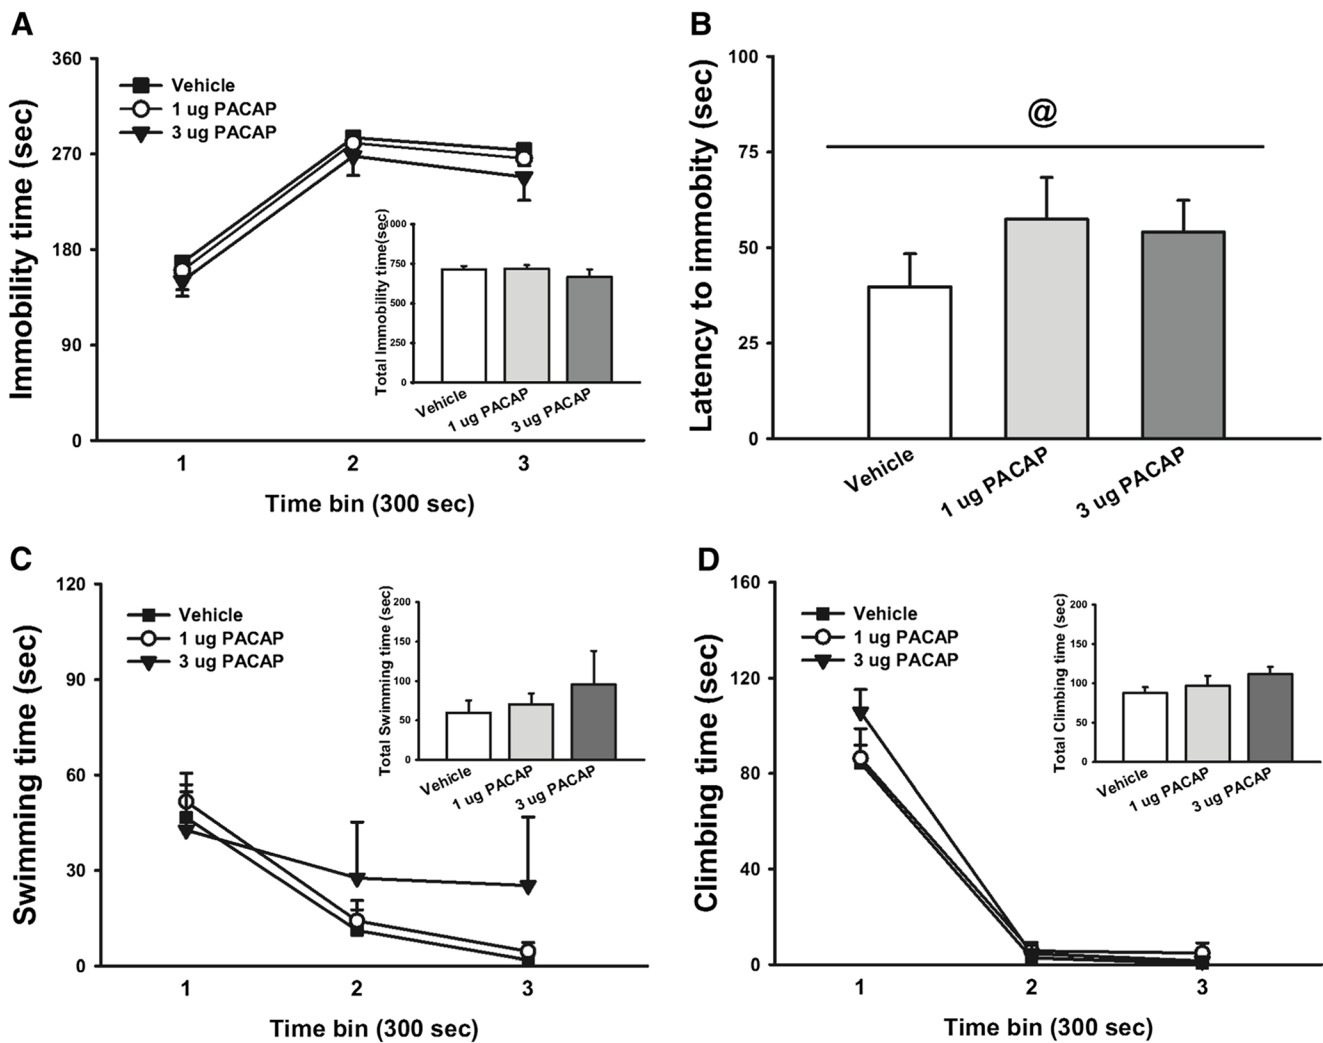 A
Immobility time (sec)
360
270
180
90
0
Vehicle
1 ug PACAP
3 ug PACAP
Total Immobility time(sec)
1000
750
500
250
0
Vehicle
1 ug PACAP
3 ug PACAP
1
2
3
Time bin (300 sec)
B
Latency to immobity (sec)
100
75
50
25
0
@
Vehicle
1 ug PACAP
3 ug PACAP
C
Swimming time (sec)
120
90
60
30
0
Vehicle
1 ug PACAP
3 ug PACAP
Total Swimming time (sec)
200
150
100
50
0
Vehicle
1 ug PACAP
3 ug PACAP
1
2
3
Time bin (300 sec)
D
Climbing time (sec)
160
120
80
40
0
Vehicle
1 ug PACAP
3 ug PACAP
Total Climbing time (sec)
200
150
100
50
0
Vehicle
1 ug PACAP
3 ug PACAP
1
2
3
Time bin (300 sec)